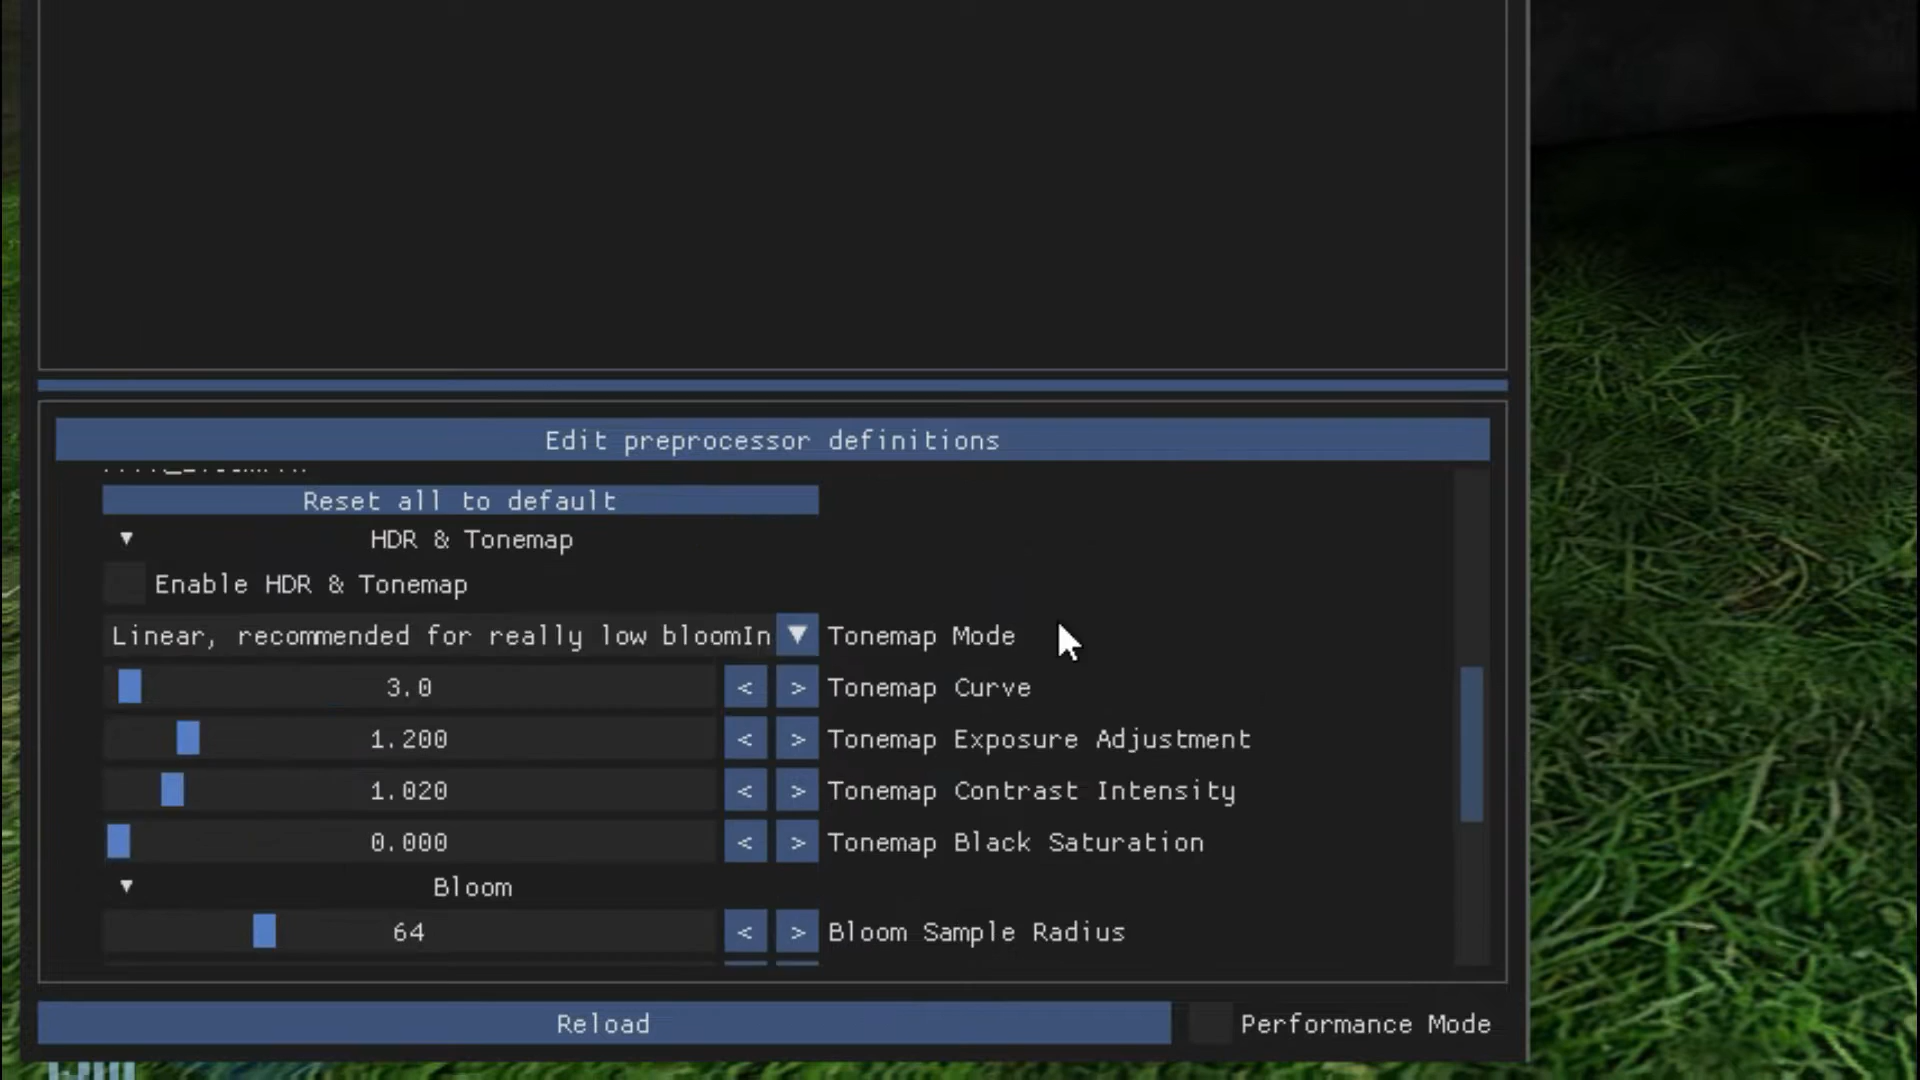 Edit preprocessor definitions
Reset all to default
HDR & Tonemap
Enable HDR & Tonemap
Linear, recommended for really low bloomIn Tonemap Mode
3.0 < > Tonemap Curve
1.200 < > Tonemap Exposure Adjustment
1.020 < > Tonemap Contrast Intensity
0.000 < > Tonemap Black Saturation
Bloom
64 < > Bloom Sample Radius
Reload Performance Mode